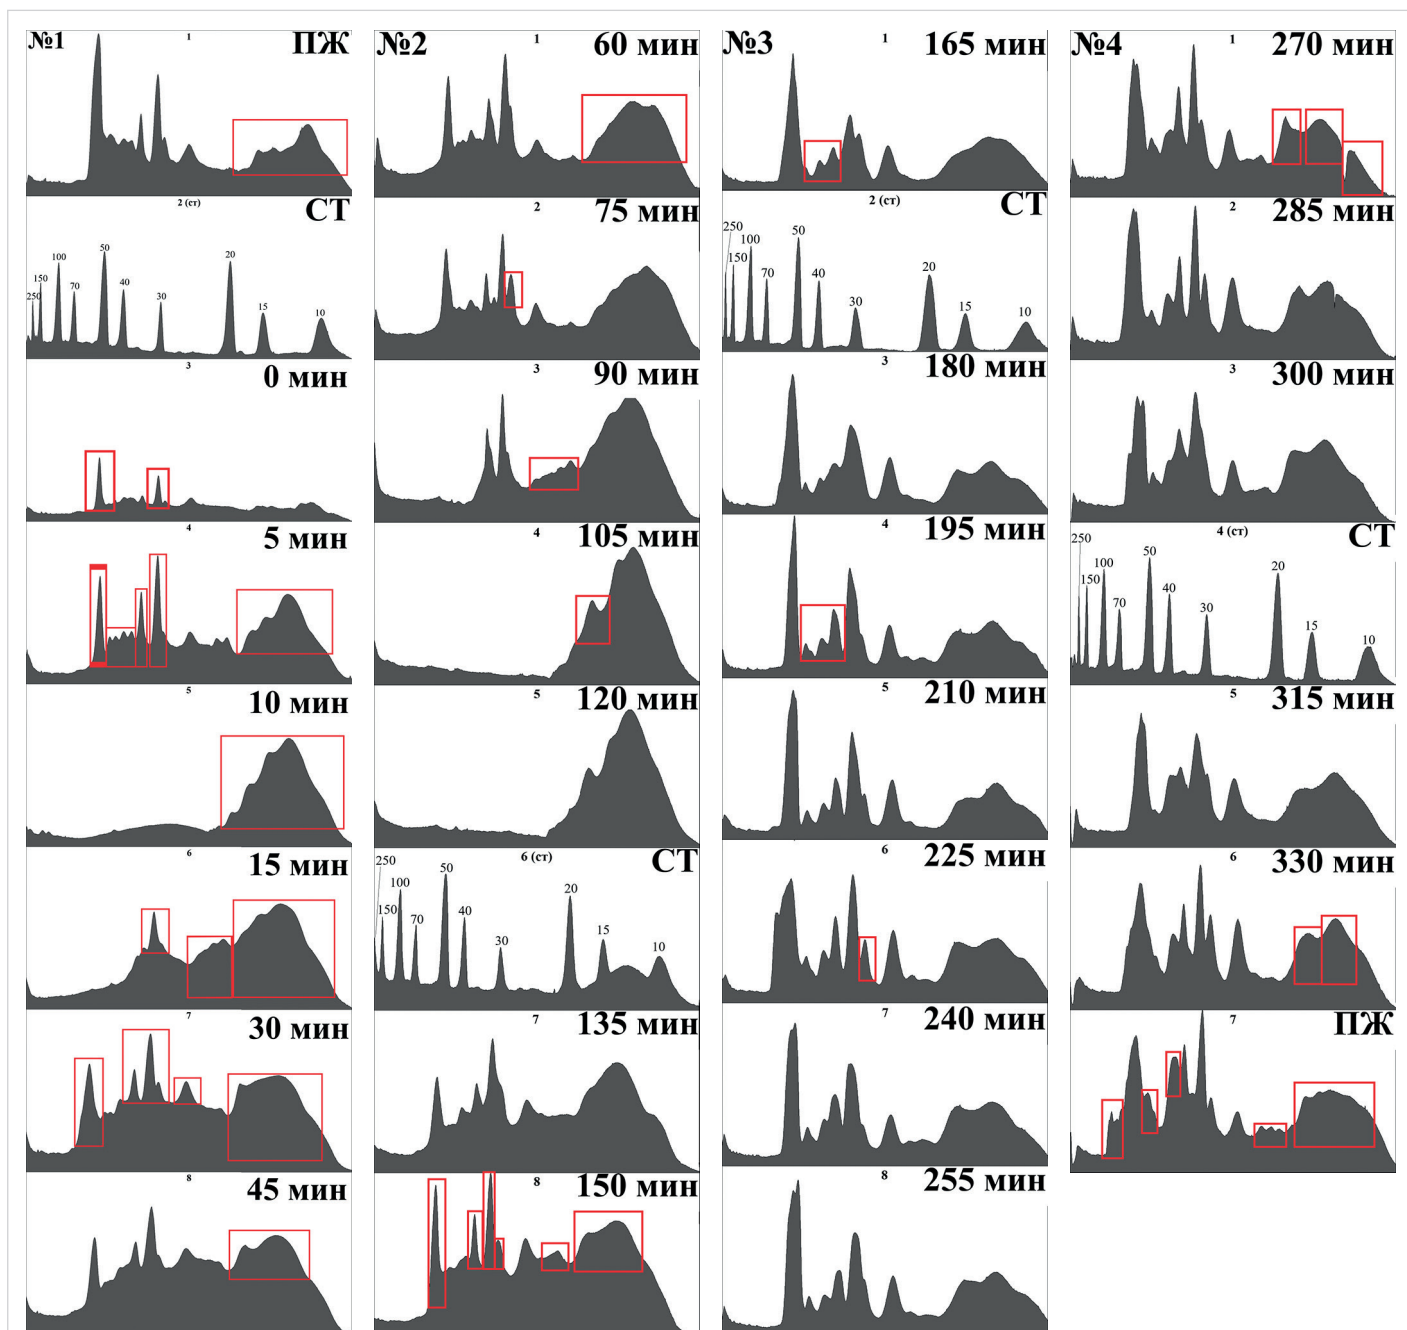 №1
1
ПЖ
2 (ст)
СТ
250
150
100
70
50
40
30
20
15
10
3
0 мин
4
5 мин
5
10 мин
6
15 мин
7
30 мин
8
45 мин
№2
1
60 мин
2
75 мин
3
90 мин
4
105 мин
5
120 мин
6 (ст)
СТ
250
150
100
70
50
40
30
20
15
10
7
135 мин
8
150 мин
№3
1
165 мин
2 (ст)
СТ
250
150
100
70
50
40
30
20
15
10
3
180 мин
4
195 мин
5
210 мин
6
225 мин
7
240 мин
8
255 мин
№4
1
270 мин
2
285 мин
3
300 мин
4 (ст)
СТ
250
150
100
70
50
40
30
20
15
10
5
315 мин
6
330 мин
7
ПЖ